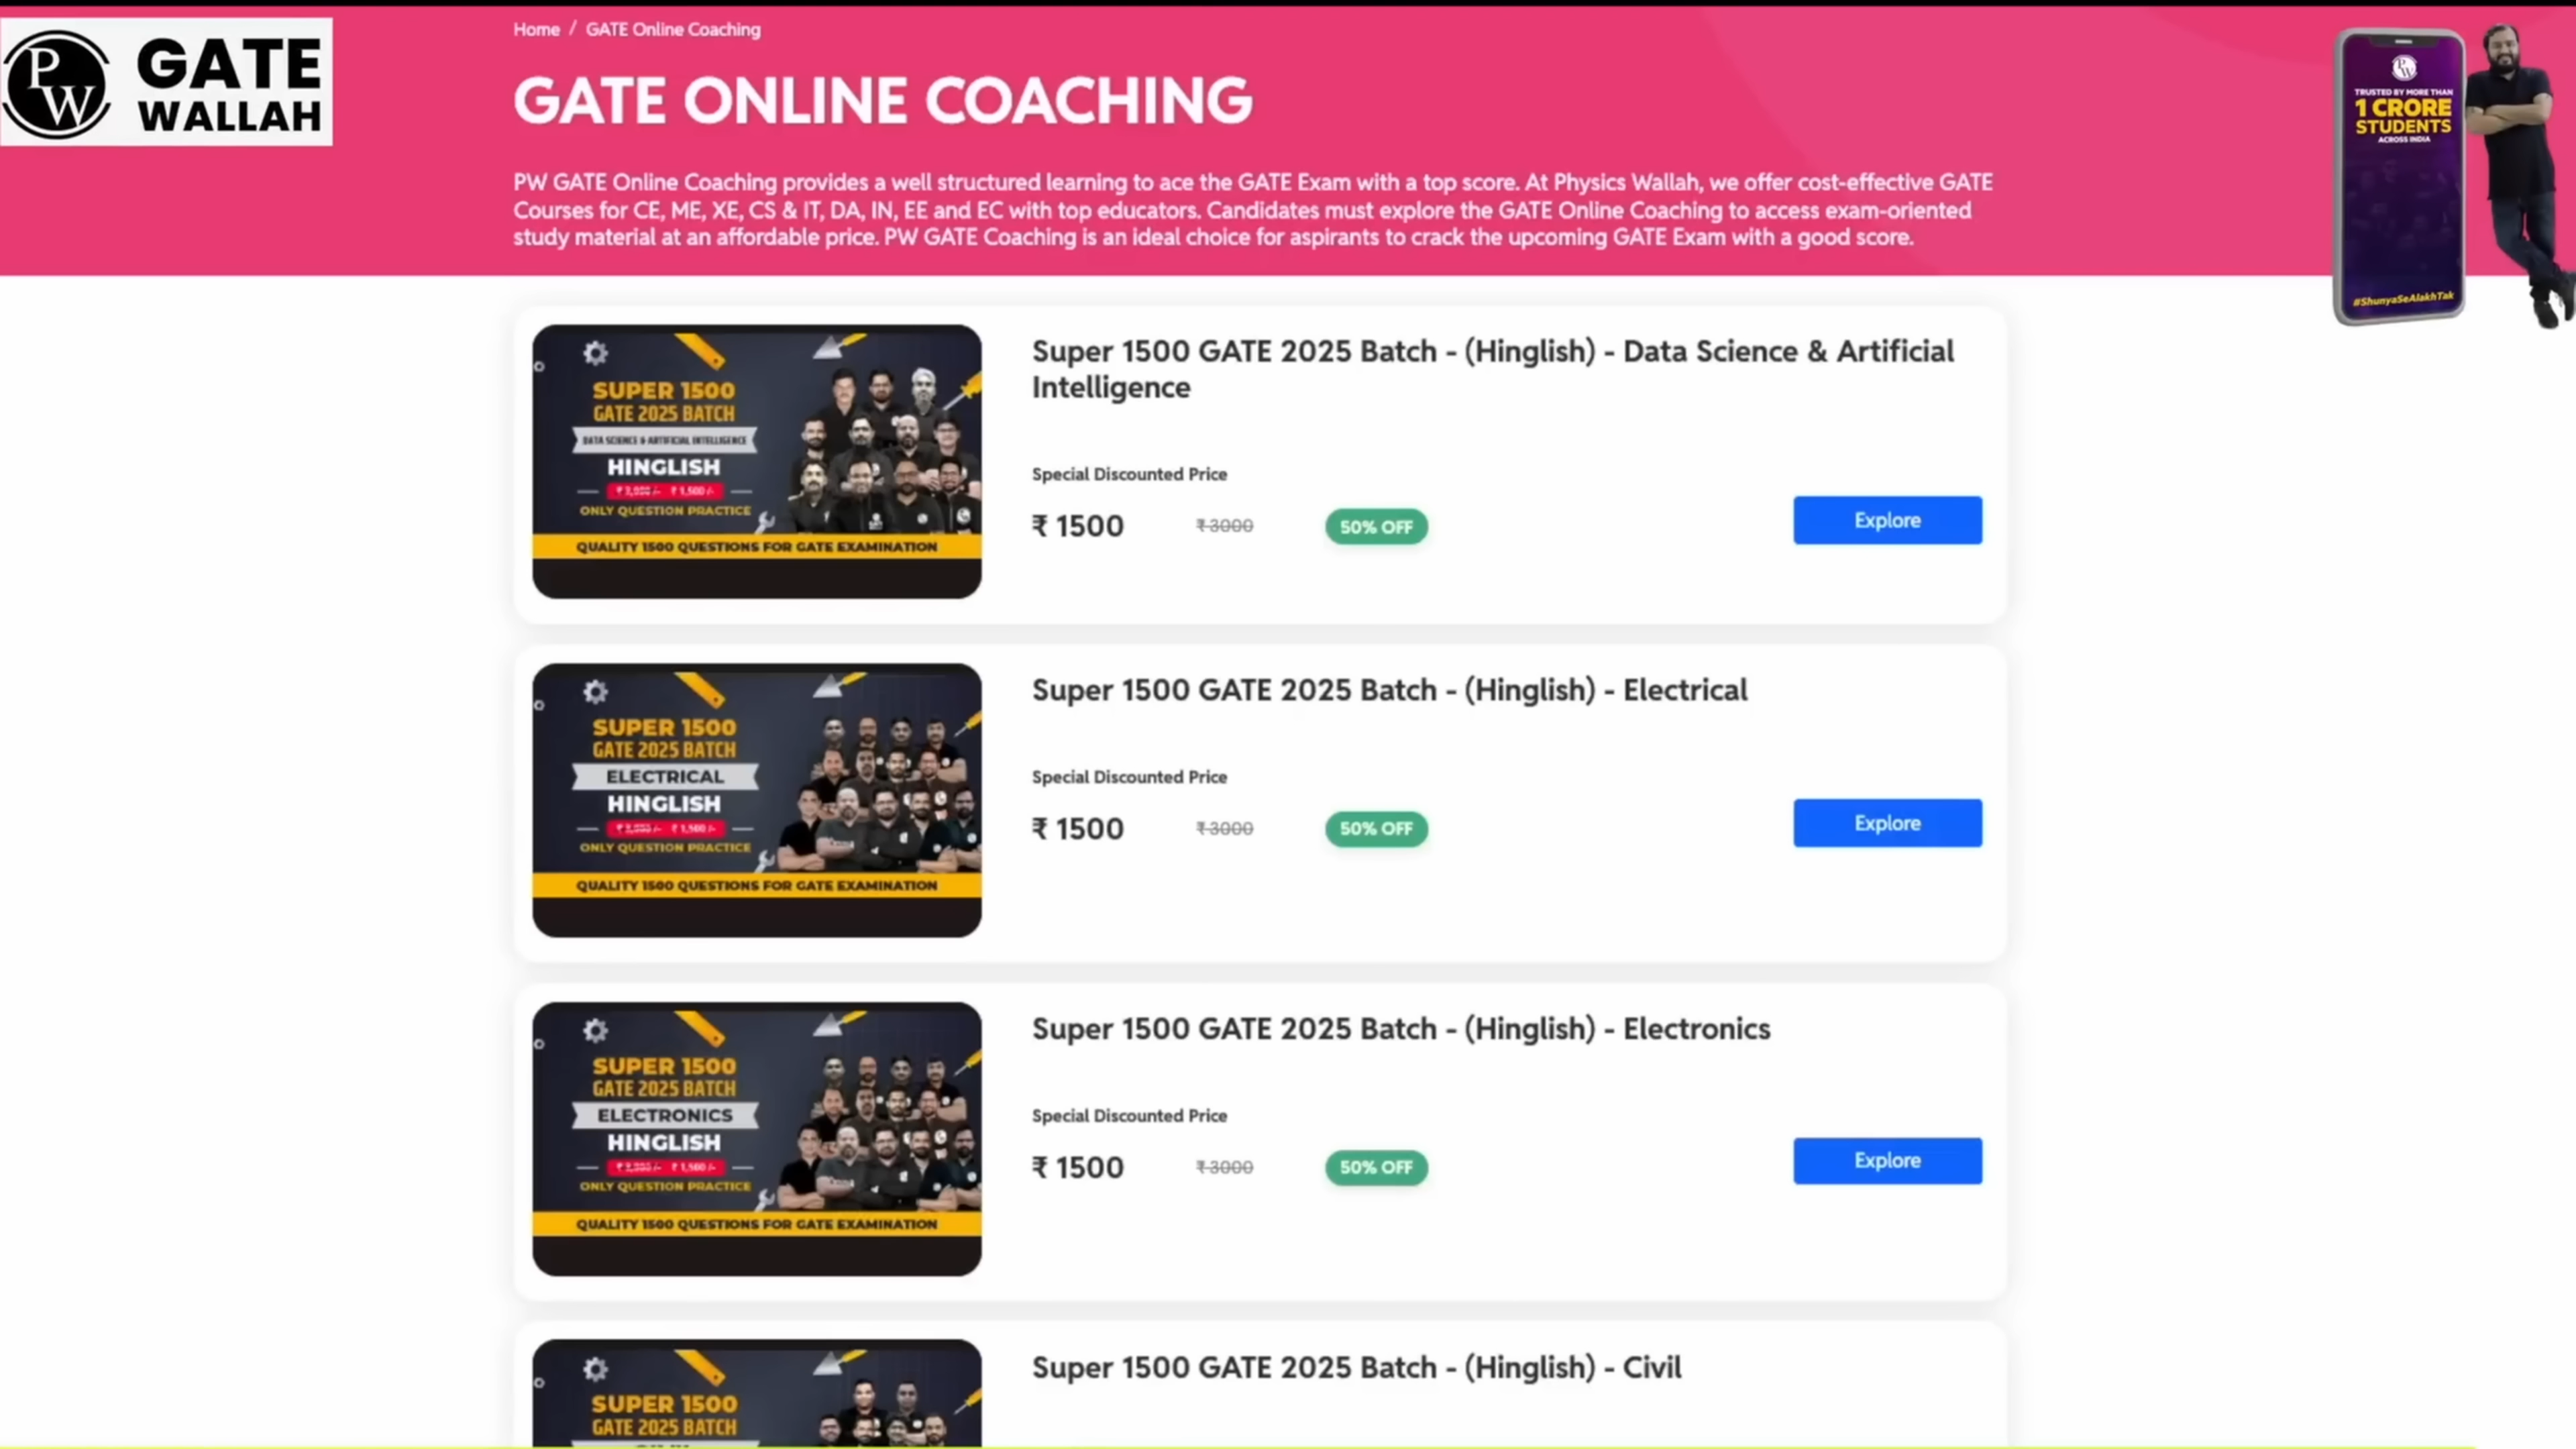 PW GATE WALLAH
Home / GATE Online Coaching
GATE ONLINE COACHING
PW GATE Online Coaching provides a well structured learning to ace the GATE Exam with a top score. At Physics Wallah, we offer cost-effective GATE
Courses for CE, ME, XE, CS & IT, DA, IN, EE and EC with top educators. Candidates must explore the GATE Online Coaching to access exam-oriented
study material at an affordable price. PW GATE Coaching is an ideal choice for aspirants to crack the upcoming GATE Exam with a good score.
PW
TRUSTED BY MORE THAN
1 CRORE
STUDENTS
ACROSS INDIA
#ShunyaSeAlakhTak
SUPER 1500
GATE 2025 BATCH
DATA SCIENCE & ARTIFICIAL INTELLIGENCE
HINGLISH
₹ 1,500 /-
ONLY QUESTION PRACTICE
QUALITY 1500 QUESTIONS FOR GATE EXAMINATION
Super 1500 GATE 2025 Batch - (Hinglish) - Data Science & Artificial
Intelligence
Special Discounted Price
₹ 1500 ₹ 3000 50% OFF
Explore
SUPER 1500
GATE 2025 BATCH
ELECTRICAL
HINGLISH
₹ 1,500 /-
ONLY QUESTION PRACTICE
QUALITY 1500 QUESTIONS FOR GATE EXAMINATION
Super 1500 GATE 2025 Batch - (Hinglish) - Electrical
Special Discounted Price
₹ 1500 ₹ 3000 50% OFF
Explore
SUPER 1500
GATE 2025 BATCH
ELECTRONICS
HINGLISH
₹ 1,500 /-
ONLY QUESTION PRACTICE
QUALITY 1500 QUESTIONS FOR GATE EXAMINATION
Super 1500 GATE 2025 Batch - (Hinglish) - Electronics
Special Discounted Price
₹ 1500 ₹ 3000 50% OFF
Explore
SUPER 1500
GATE 2025 BATCH
Super 1500 GATE 2025 Batch - (Hinglish) - Civil